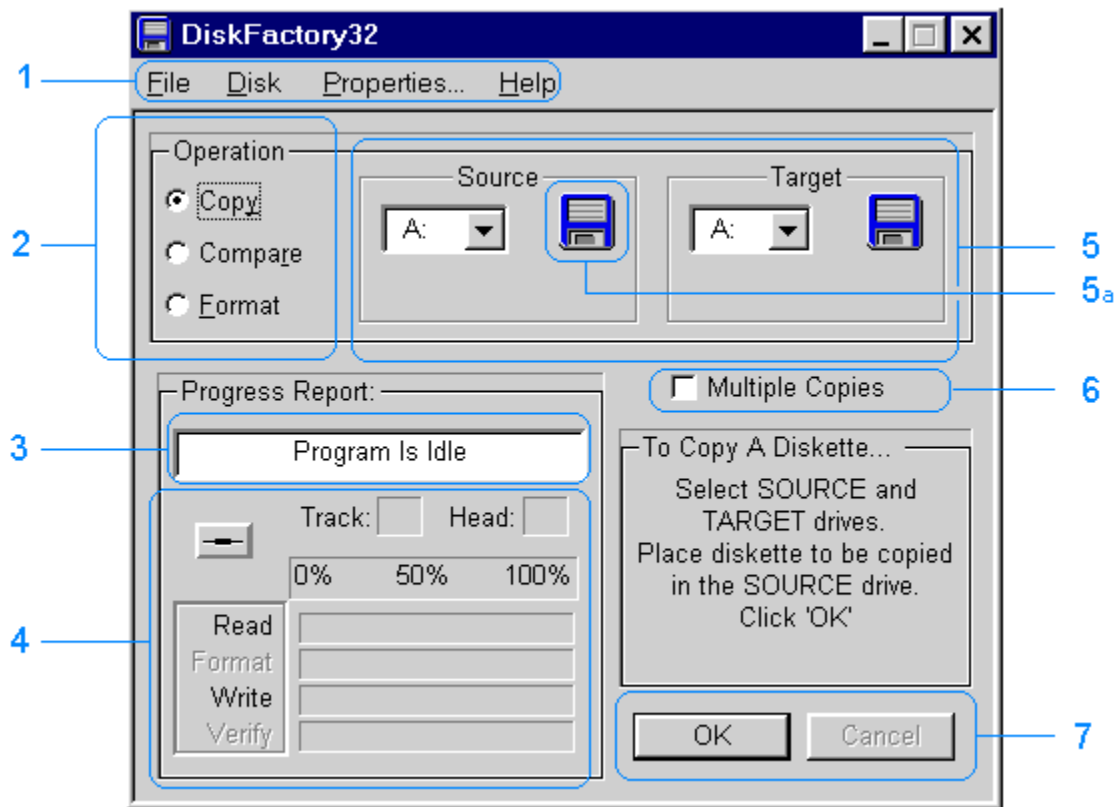 DiskFactory32
1
File Disk Properties... Help
Operation
Copy
Compare
Format
2
Source
A:
Target
A:
5
5a
Multiple Copies
6
Progress Report:
3
Program Is Idle
Track: Head:
0% 50% 100%
4
Read
Format
Write
Verify
To Copy A Diskette...
Select SOURCE and
TARGET drives.
Place diskette to be copied
in the SOURCE drive.
Click 'OK'
OK Cancel
7